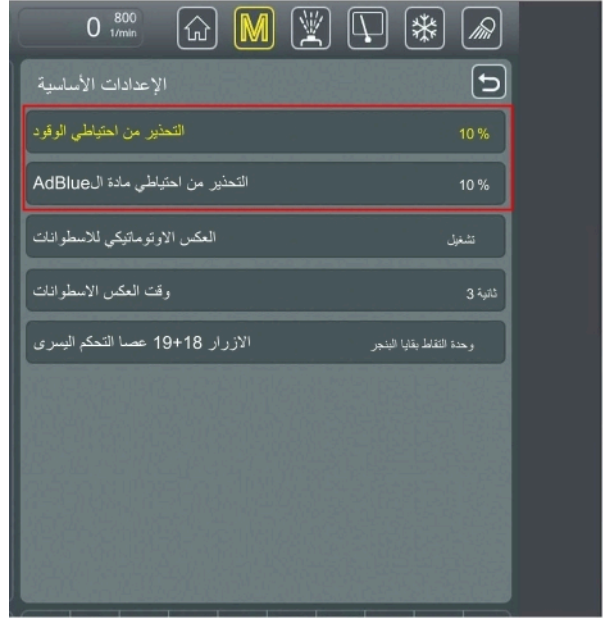 0 800 1/min
M
الإعدادات الأساسية
التحذير من احتياطي الوقود 10 %
التحذير من احتياطي مادة الAdBlue 10 %
العكس الاوتوماتيكي للاسطوانات تشغيل
وقت العكس الاسطوانات ثانية 3
الازرار 18+19 عصا التحكم اليسرى وحدة التقاط بقايا البنجر